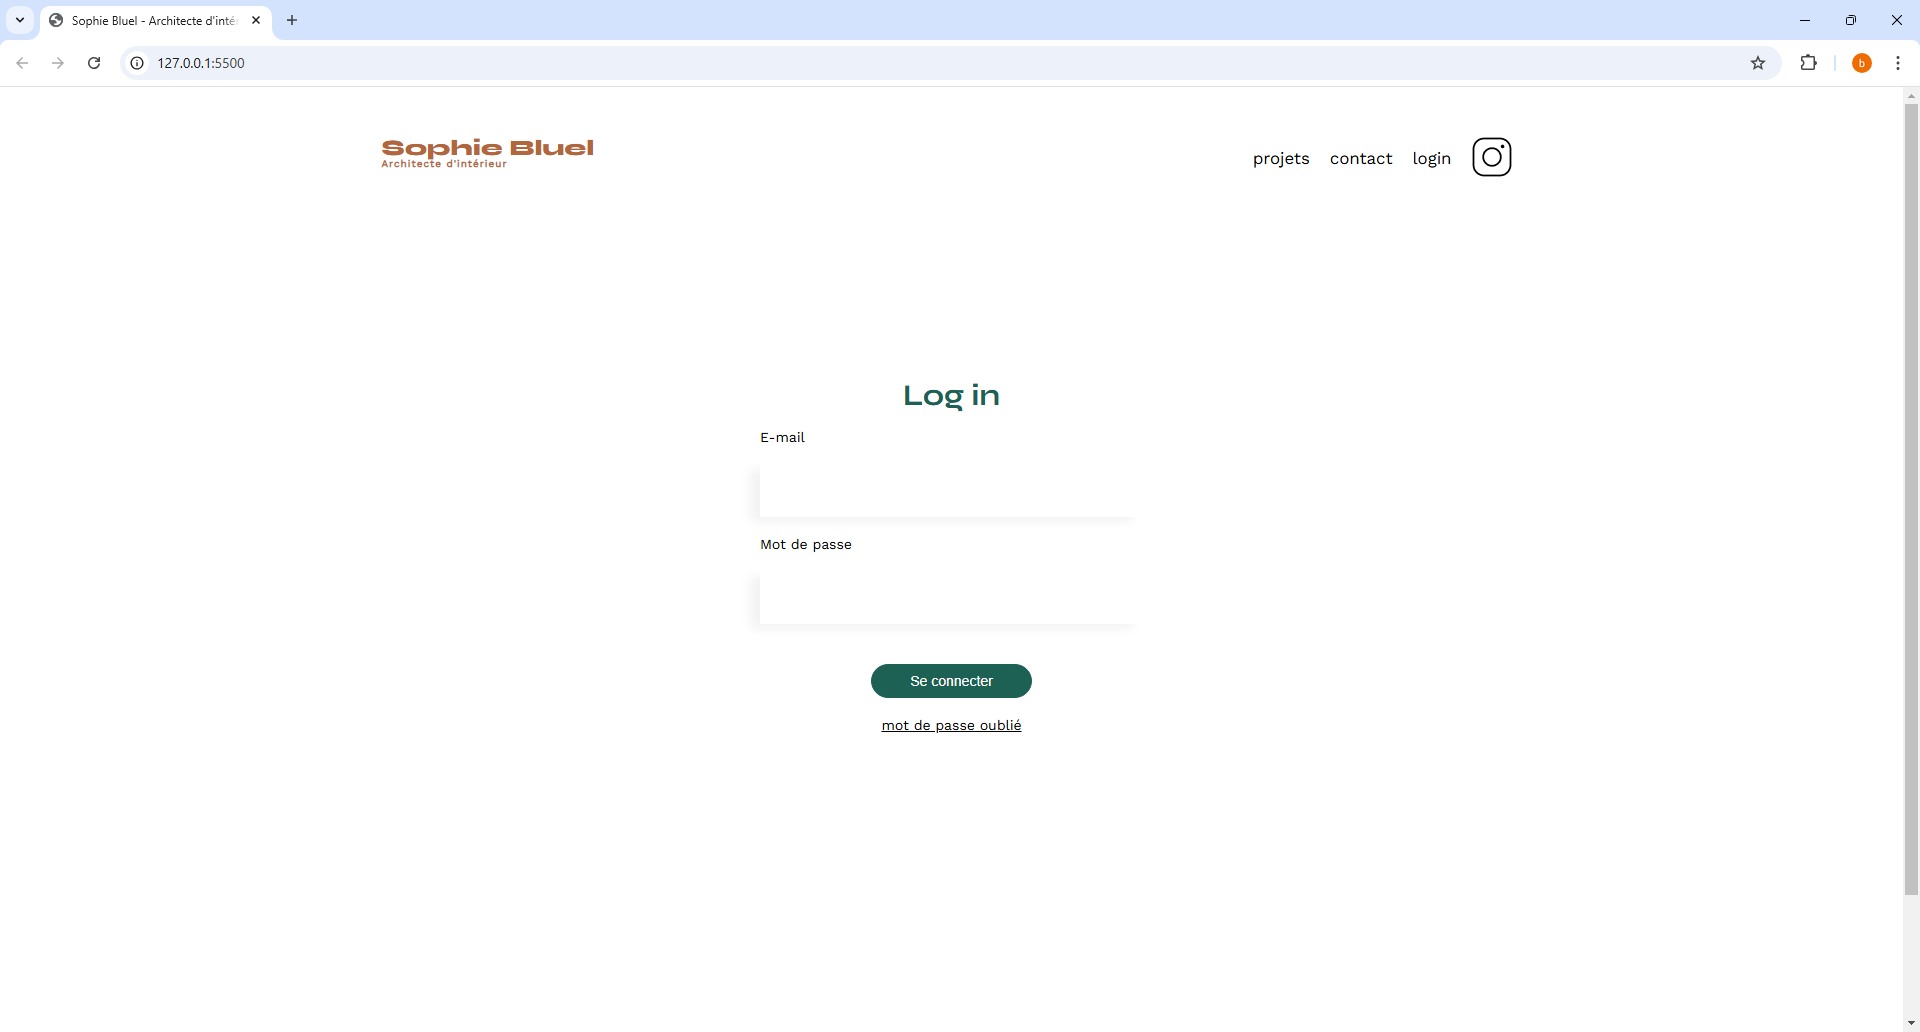 Sophie Bluel - Architecte d'inté
127.0.0.1:5500
b
Sophie Bluel
Architecte d'intérieur
projets contact login
Log in
E-mail
Mot de passe
Se connecter
mot de passe oublié